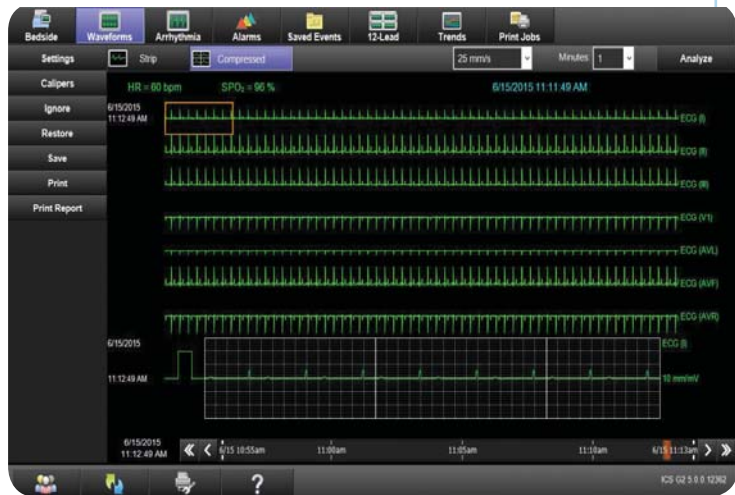 Bedside Waveforms Arrhythmia Alarms Saved Events 12-Lead Trends Print Jobs
Settings Strip Compressed 25 mm/s Minutes 1 Analyze
Calipers HR = 60 bpm SPO₂ = 96 % 6/15/2015 11:11:49 AM
Ignore 6/15/2015
11:12:49 AM ECG (I)
Restore
Save ECG (II)
Print ECG (III)
Print Report
ECG (V1)
ECG (AVL)
ECG (AVF)
ECG (AVR)
6/15/2015 ECG (I)
11:12:49 AM 10 mm/mV
6/15/2015
11:12:49 AM 6/15 10:55am 11:00am 11:05am 11:10am 6/15 11:13am
? ICS G2 5.0.0.12362